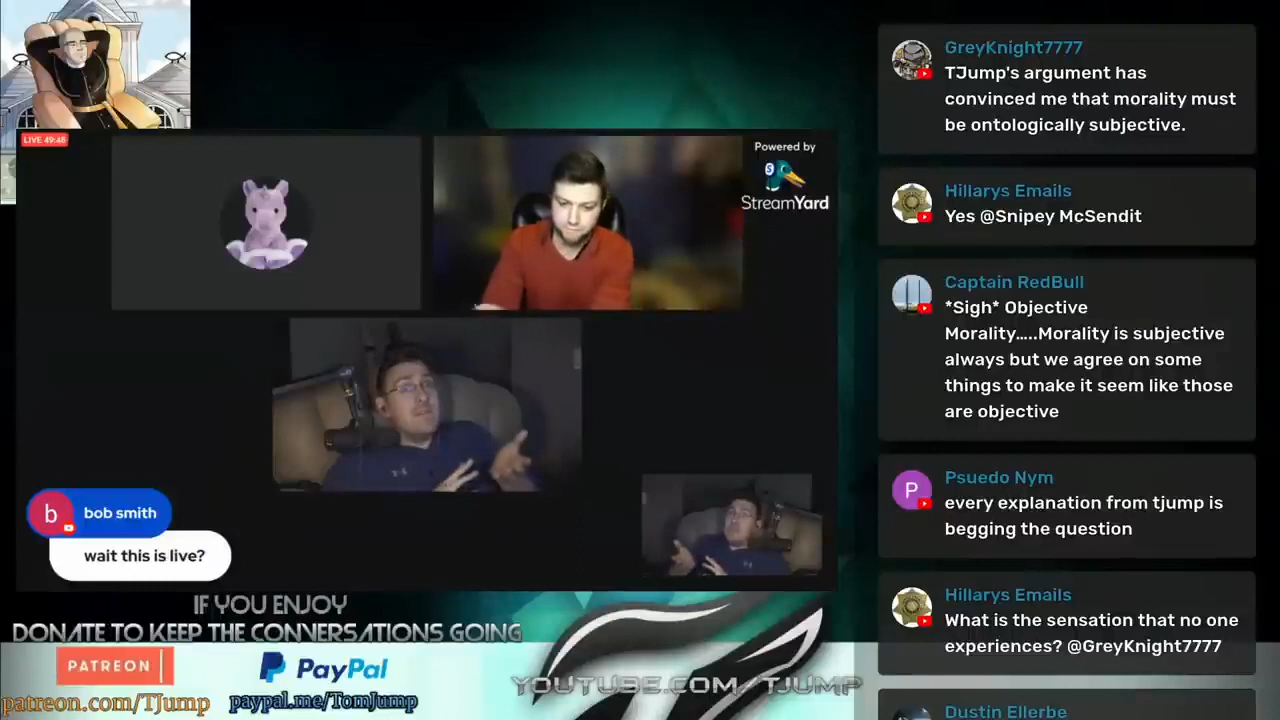 LIVE 49:48
Powered by
StreamYard
bob smith
b
wait this is live?
IF YOU ENJOY
DONATE TO KEEP THE CONVERSATIONS GOING
PATREON
PayPal
patreon.com/TJump
paypal.me/TomJump
YOUTUBE.COM/TJUMP
GreyKnight7777
TJump's argument has
convinced me that morality must
be ontologically subjective.
Hillarys Emails
Yes @Snipey McSendit
Captain RedBull
*Sigh* Objective
Morality.....Morality is subjective
always but we agree on some
things to make it seem like those
are objective
P
Psuedo Nym
every explanation from tjump is
begging the question
Hillarys Emails
What is the sensation that no one
experiences? @GreyKnight7777
Dustin Ellerbe